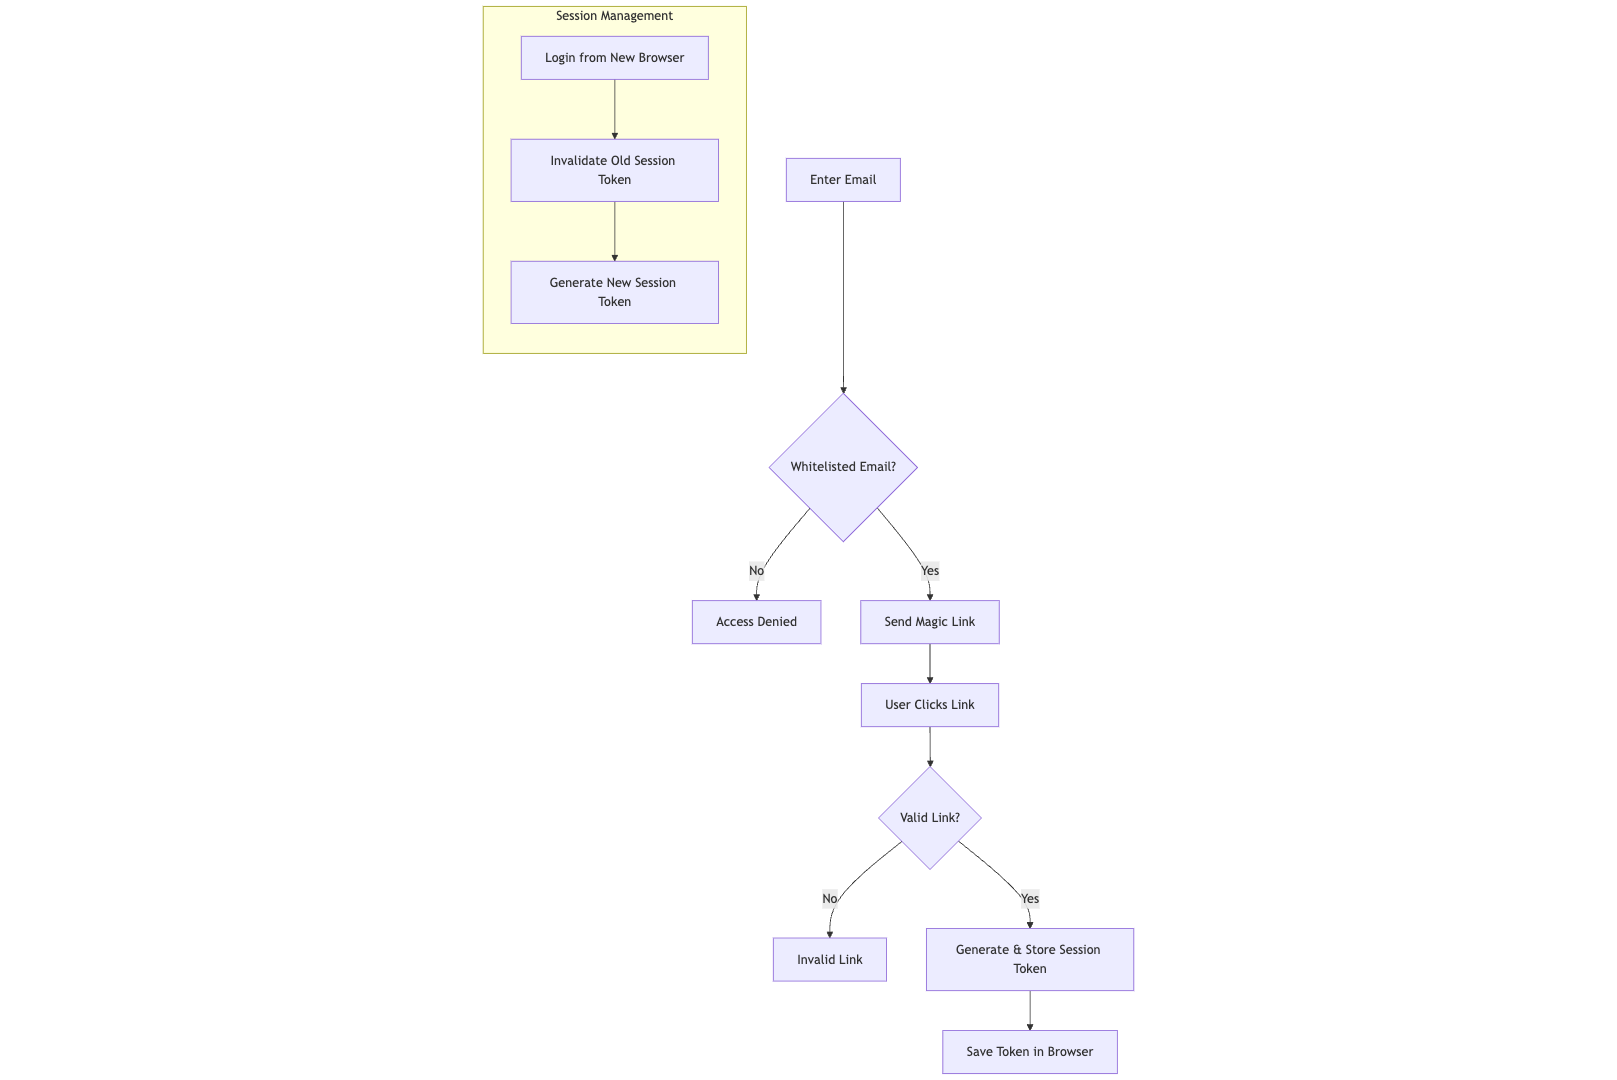 Session Management
Login from New Browser
Invalidate Old Session
Token
Generate New Session
Token
Enter Email
Whitelisted Email?
No
Yes
Access Denied
Send Magic Link
User Clicks Link
Valid Link?
No
Yes
Invalid Link
Generate & Store Session
Token
Save Token in Browser